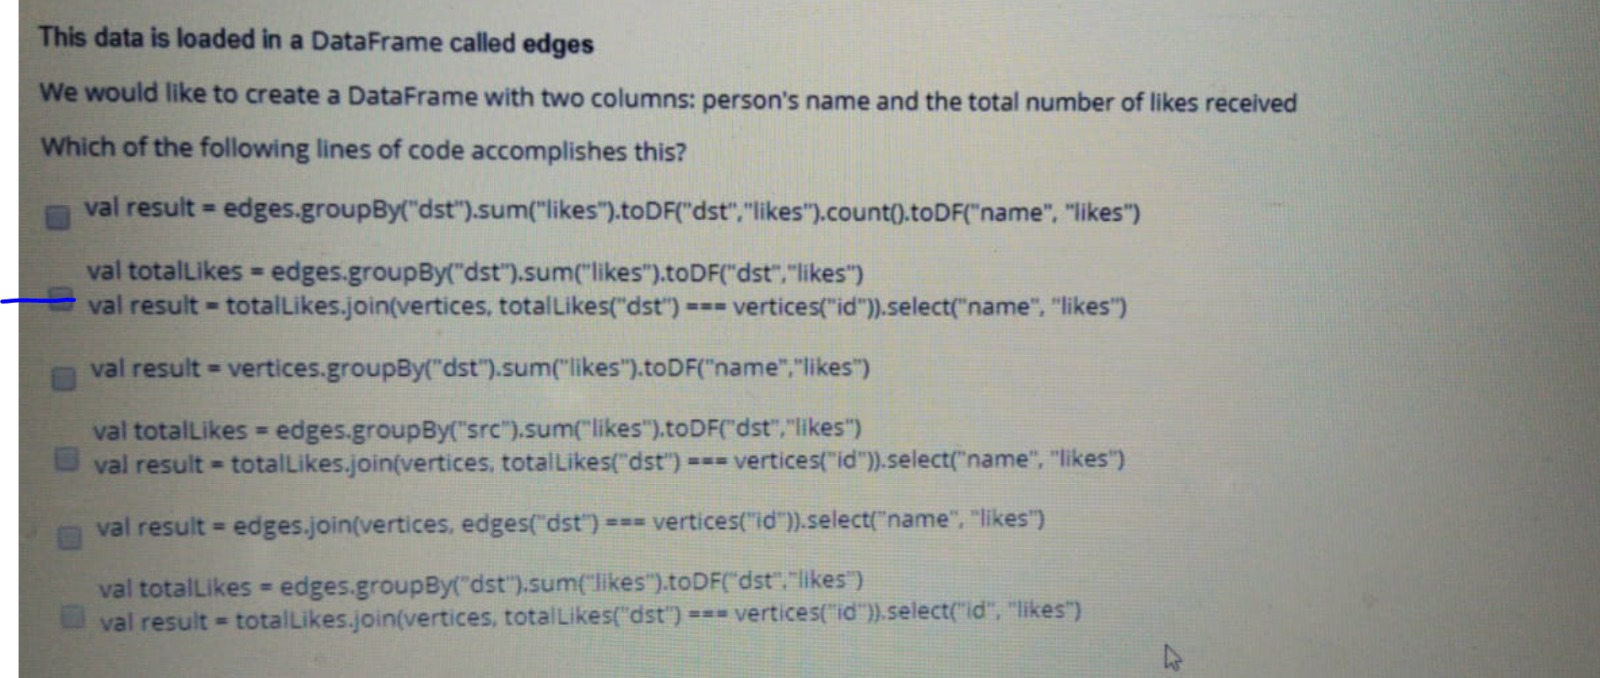 This data is loaded in a DataFrame called edges
We would like to create a DataFrame with two columns: person's name and the total number of likes received
Which of the following lines of code accomplishes this?
val result = edges.groupBy("dst").sum("likes").toDF("dst","likes").count().toDF("name", "likes")
val totalLikes = edges.groupBy("dst").sum("likes").toDF("dst","likes")
val result = totalLikes.join(vertices, totalLikes("dst") === vertices("id")).select("name", "likes")
val result = vertices.groupBy("dst").sum("likes").toDF("name","likes")
val totalLikes = edges.groupBy("src").sum("likes").toDF("dst","likes")
val result = totalLikes.join(vertices, totalLikes("dst") === vertices("id")).select("name", "likes")
val result = edges.join(vertices, edges("dst") === vertices("id")).select("name", "likes")
val totalLikes = edges.groupBy("dst").sum("likes").toDF("dst","likes")
val result = totalLikes.join(vertices, totalLikes("dst") === vertices("id")).select("id", "likes")